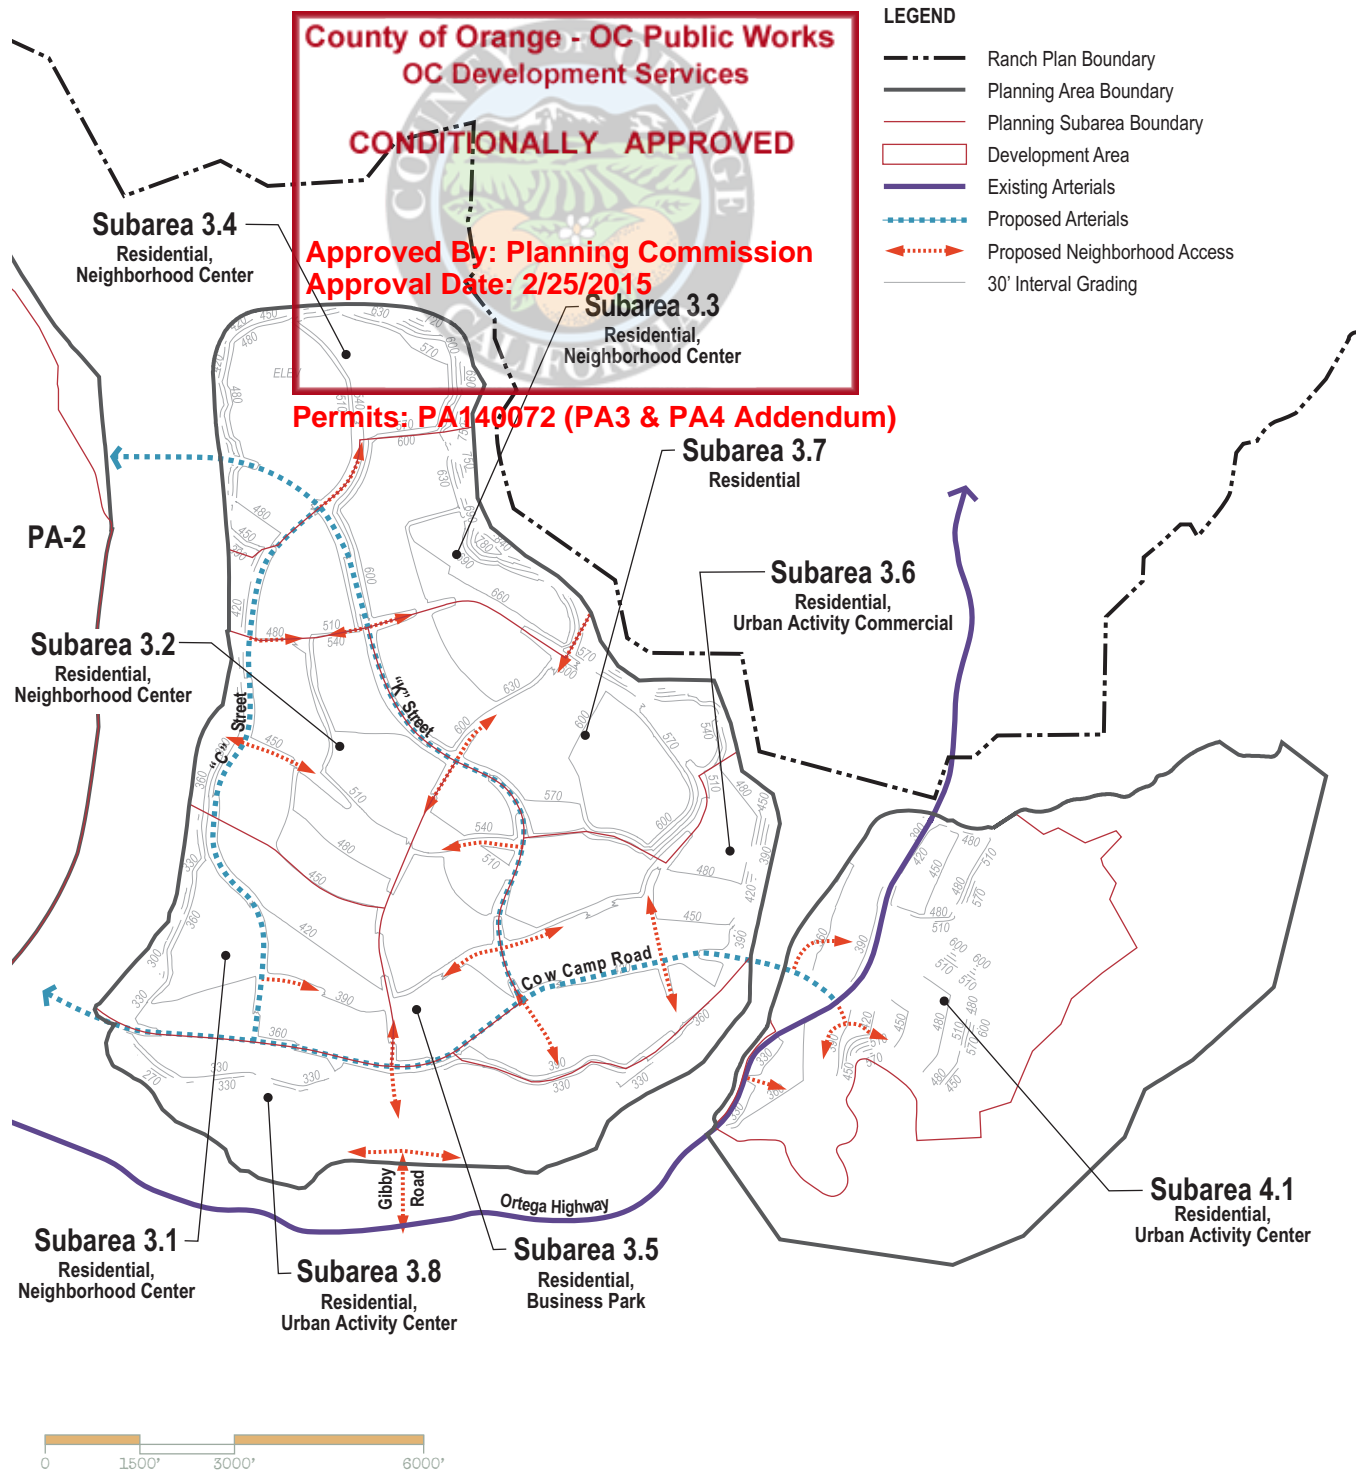 County of Orange - OC Public Works
OC Development Services
CONDITIONALLY APPROVED
COUNTY OF ORANGE
CALIFORNIA
Approved By: Planning Commission
Approval Date: 2/25/2015
Permits: PA140072 (PA3 & PA4 Addendum)
LEGEND
Ranch Plan Boundary
Planning Area Boundary
Planning Subarea Boundary
Development Area
Existing Arterials
Proposed Arterials
Proposed Neighborhood Access
30' Interval Grading
Subarea 3.4
Residential,
Neighborhood Center
Subarea 3.3
Residential,
Neighborhood Center
Subarea 3.7
Residential
Subarea 3.6
Residential,
Urban Activity Commercial
PA-2
Subarea 3.2
Residential,
Neighborhood Center
"C" Street
"K" Street
Cow Camp Road
Gibby
Road
Ortega Highway
Subarea 4.1
Residential,
Urban Activity Center
Subarea 3.1
Residential,
Neighborhood Center
Subarea 3.8
Residential,
Urban Activity Center
Subarea 3.5
Residential,
Business Park
0 1500' 3000' 6000'